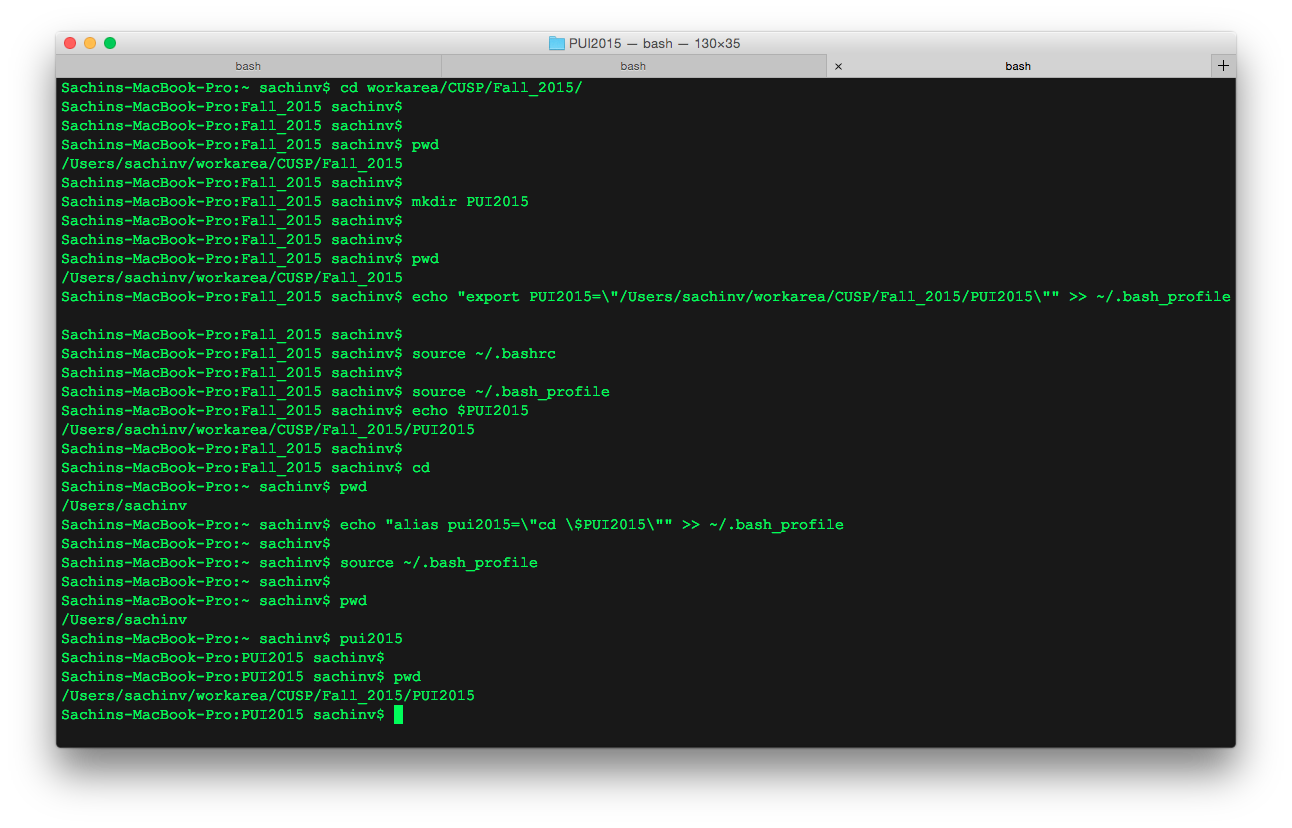 PUI2015 — bash — 130×35
bash bash × bash +
Sachins-MacBook-Pro:~ sachinv$ cd workarea/CUSP/Fall_2015/
Sachins-MacBook-Pro:Fall_2015 sachinv$
Sachins-MacBook-Pro:Fall_2015 sachinv$
Sachins-MacBook-Pro:Fall_2015 sachinv$ pwd
/Users/sachinv/workarea/CUSP/Fall_2015
Sachins-MacBook-Pro:Fall_2015 sachinv$
Sachins-MacBook-Pro:Fall_2015 sachinv$ mkdir PUI2015
Sachins-MacBook-Pro:Fall_2015 sachinv$
Sachins-MacBook-Pro:Fall_2015 sachinv$
Sachins-MacBook-Pro:Fall_2015 sachinv$ pwd
/Users/sachinv/workarea/CUSP/Fall_2015
Sachins-MacBook-Pro:Fall_2015 sachinv$ echo "export PUI2015=\"/Users/sachinv/workarea/CUSP/Fall_2015/PUI2015\"" >> ~/.bash_profile
Sachins-MacBook-Pro:Fall_2015 sachinv$
Sachins-MacBook-Pro:Fall_2015 sachinv$ source ~/.bashrc
Sachins-MacBook-Pro:Fall_2015 sachinv$
Sachins-MacBook-Pro:Fall_2015 sachinv$ source ~/.bash_profile
Sachins-MacBook-Pro:Fall_2015 sachinv$ echo $PUI2015
/Users/sachinv/workarea/CUSP/Fall_2015/PUI2015
Sachins-MacBook-Pro:Fall_2015 sachinv$
Sachins-MacBook-Pro:Fall_2015 sachinv$ cd
Sachins-MacBook-Pro:~ sachinv$ pwd
/Users/sachinv
Sachins-MacBook-Pro:~ sachinv$ echo "alias pui2015=\"cd \$PUI2015\"" >> ~/.bash_profile
Sachins-MacBook-Pro:~ sachinv$
Sachins-MacBook-Pro:~ sachinv$ source ~/.bash_profile
Sachins-MacBook-Pro:~ sachinv$
Sachins-MacBook-Pro:~ sachinv$ pwd
/Users/sachinv
Sachins-MacBook-Pro:~ sachinv$ pui2015
Sachins-MacBook-Pro:PUI2015 sachinv$
Sachins-MacBook-Pro:PUI2015 sachinv$ pwd
/Users/sachinv/workarea/CUSP/Fall_2015/PUI2015
Sachins-MacBook-Pro:PUI2015 sachinv$